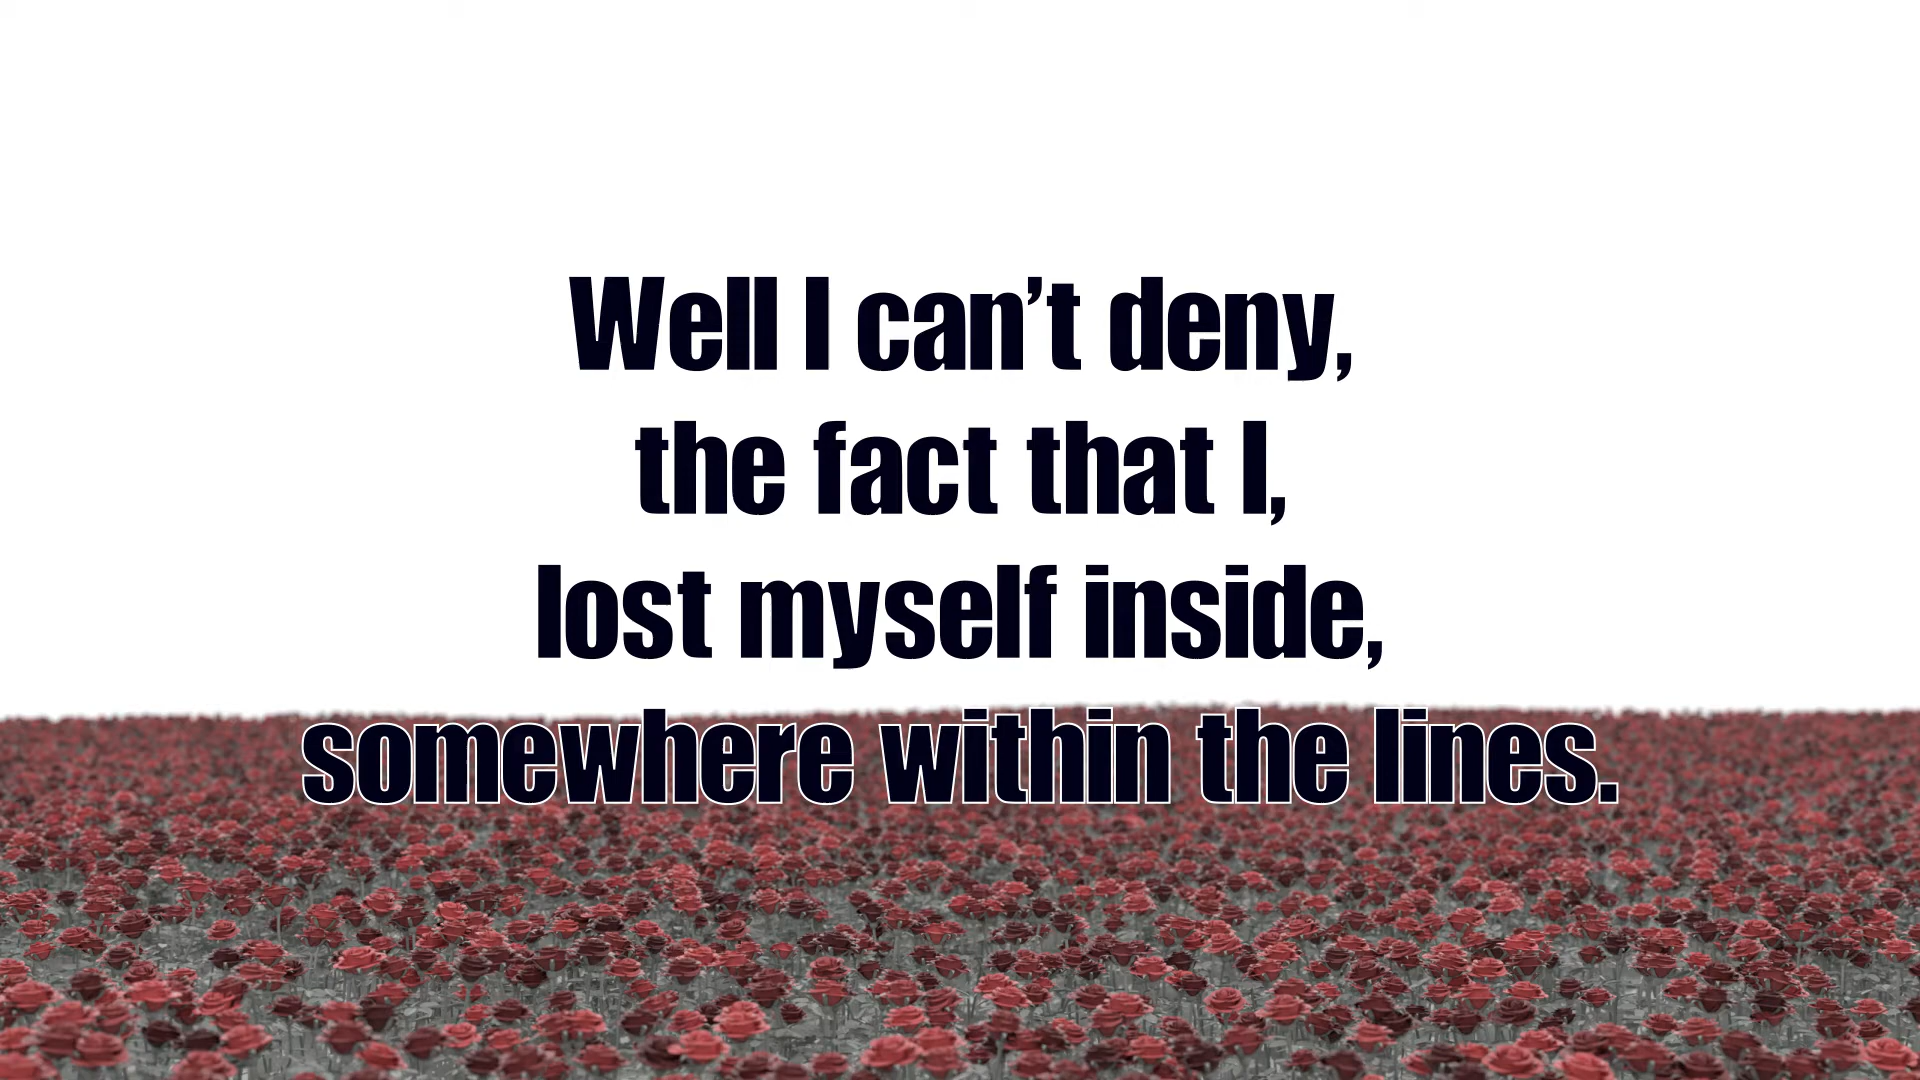 Well I can’t deny,
the fact that I,
lost myself inside,
somewhere within the lines.